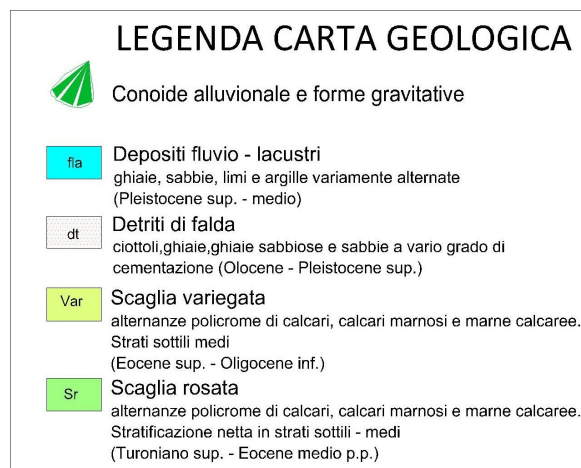 LEGENDA CARTA GEOLOGICA
Conoide alluvionale e forme gravitative
fla
Depositi fluvio - lacustri
ghiaie, sabbie, limi e argille variamente alternate
(Pleistocene sup. - medio)
dt
Detriti di falda
ciottoli,ghiaie,ghiaie sabbiose e sabbie a vario grado di
cementazione (Olocene - Pleistocene sup.)
Var
Scaglia variegata
alternanze policrome di calcari, calcari marnosi e marne calcaree.
Strati sottili medi
(Eocene sup. - Oligocene inf.)
Sr
Scaglia rosata
alternanze policrome di calcari, calcari marnosi e marne calcaree.
Stratificazione netta in strati sottili - medi
(Turoniano sup. - Eocene medio p.p.)